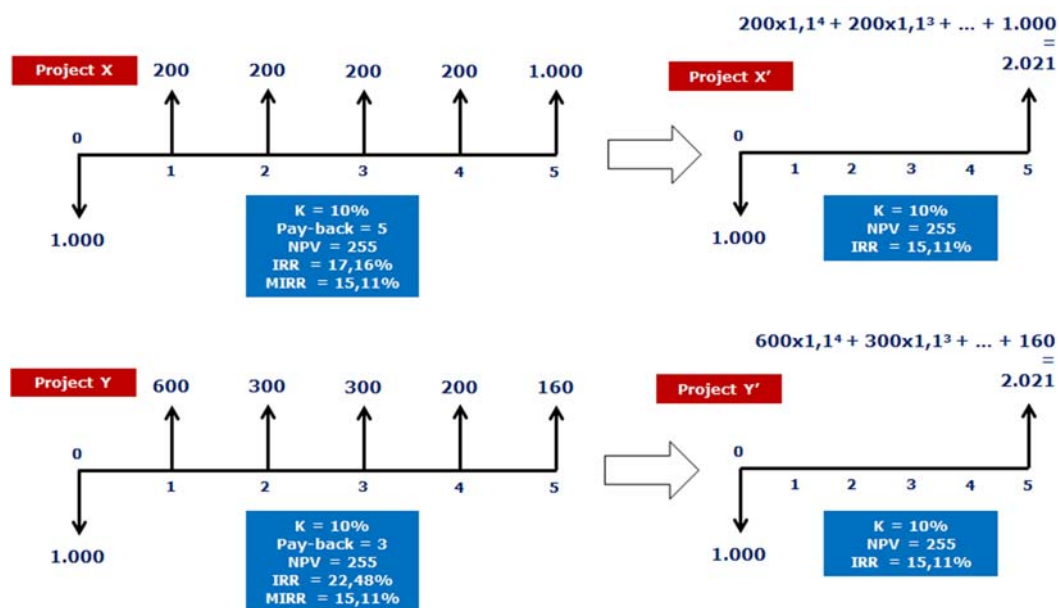 200x1,1⁴ + 200x1,1³ + ... + 1.000
=
2.021
Project X
200 200 200 200 1.000
Project X'
0
1 2 3 4 5
1.000
K = 10%
Pay-back = 5
NPV = 255
IRR = 17,16%
MIRR = 15,11%
0
1 2 3 4 5
1.000
K = 10%
NPV = 255
IRR = 15,11%
600x1,1⁴ + 300x1,1³ + ... + 160
=
2.021
Project Y
600 300 300 200 160
Project Y'
0
1 2 3 4 5
1.000
K = 10%
Pay-back = 3
NPV = 255
IRR = 22,48%
MIRR = 15,11%
0
1 2 3 4 5
1.000
K = 10%
NPV = 255
IRR = 15,11%